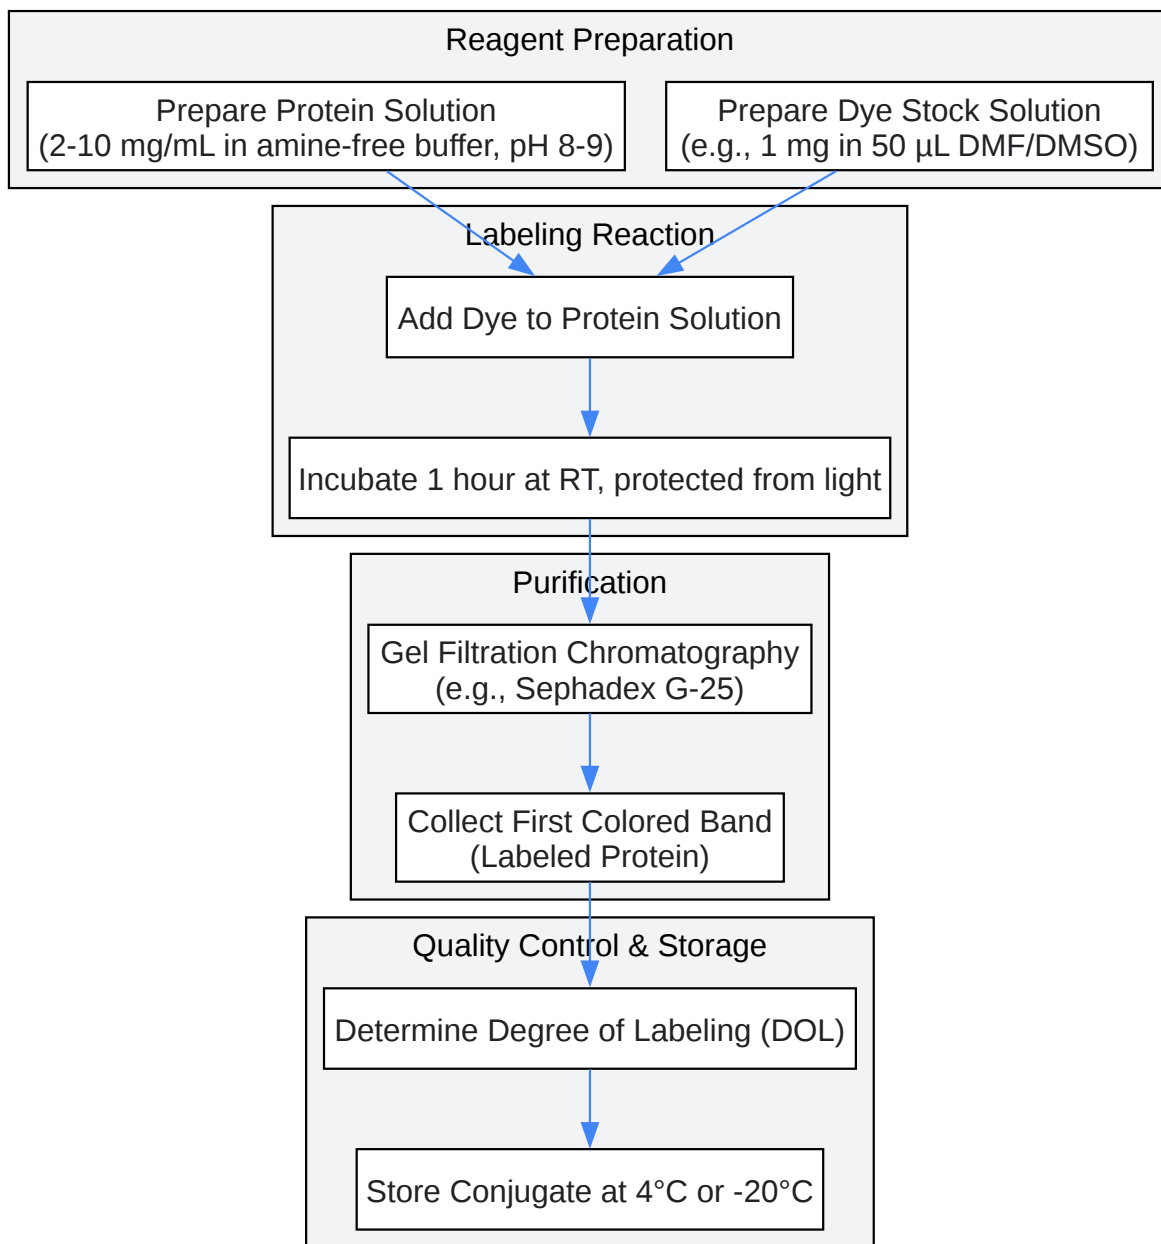 Reagent Preparation
Prepare Protein Solution
(2-10 mg/mL in amine-free buffer, pH 8-9)
Prepare Dye Stock Solution
(e.g., 1 mg in 50 µL DMF/DMSO)
Labeling Reaction
Add Dye to Protein Solution
Incubate 1 hour at RT, protected from light
Purification
Gel Filtration Chromatography
(e.g., Sephadex G-25)
Collect First Colored Band
(Labeled Protein)
Quality Control & Storage
Determine Degree of Labeling (DOL)
Store Conjugate at 4°C or -20°C